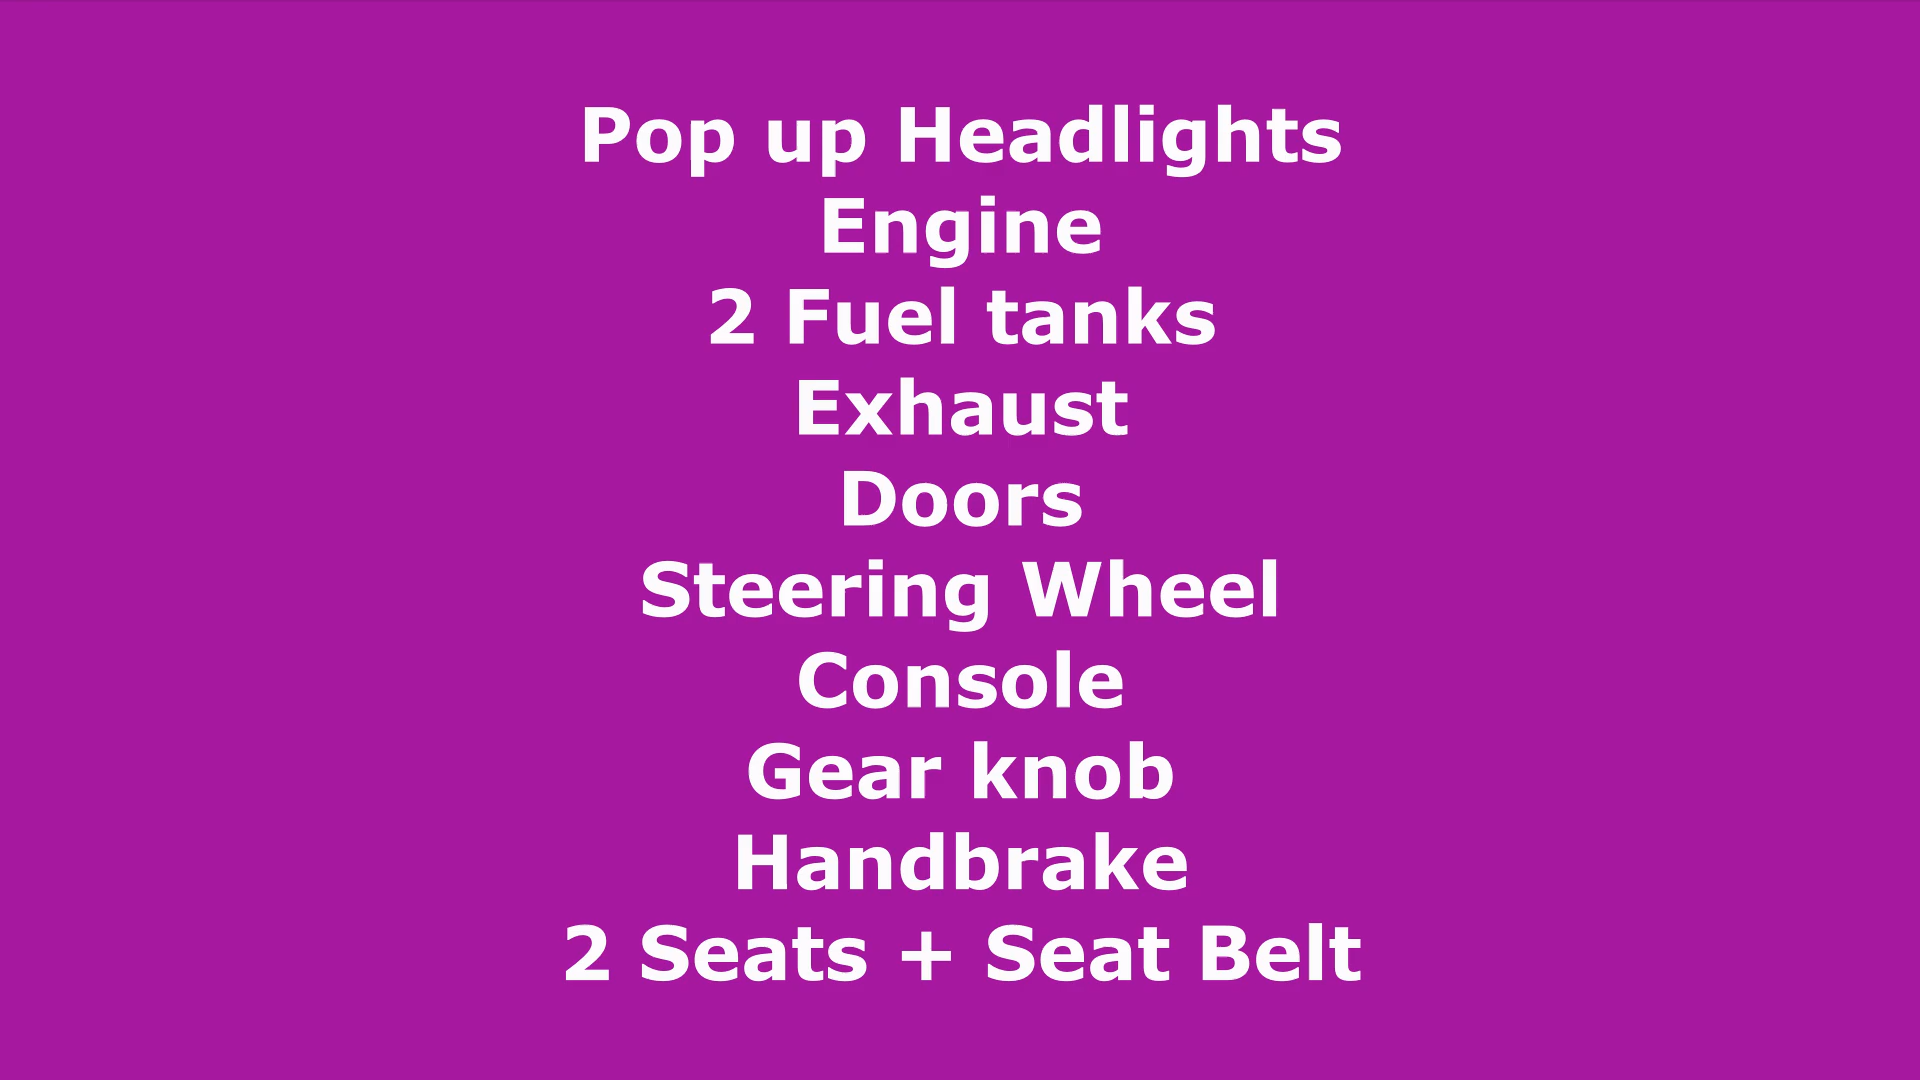 Pop up Headlights
Engine
2 Fuel tanks
Exhaust
Doors
Steering Wheel
Console
Gear knob
Handbrake
2 Seats + Seat Belt